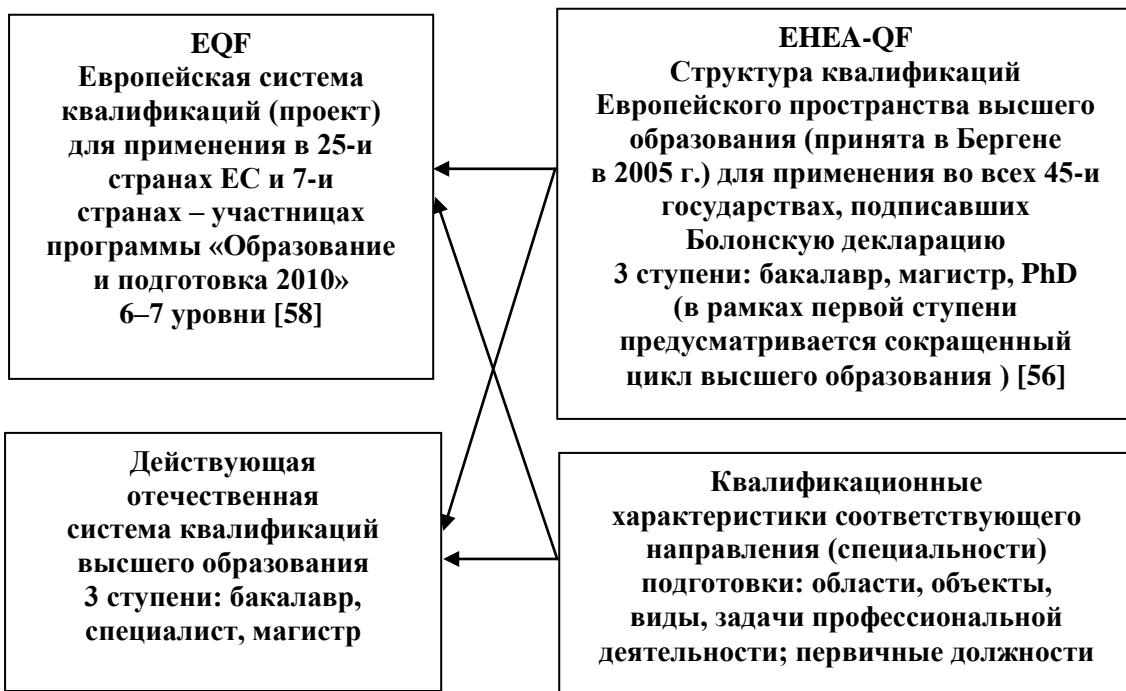 EQF
Европейская система
квалификаций (проект)
для применения в 25-и
странах ЕС и 7-и
странах – участницах
программы «Образование
и подготовка 2010»
6–7 уровни [58]
EHEA-QF
Структура квалификаций
Европейского пространства высшего
образования (принята в Бергене
в 2005 г.) для применения во всех 45-и
государствах, подписавших
Болонскую декларацию
3 ступени: бакалавр, магистр, PhD
(в рамках первой ступени
предусматривается сокращенный
цикл высшего образования ) [56]
Действующая
отечественная
система квалификаций
высшего образования
3 ступени: бакалавр,
специалист, магистр
Квалификационные
характеристики соответствующего
направления (специальности)
подготовки: области, объекты,
виды, задачи профессиональной
деятельности; первичные должности